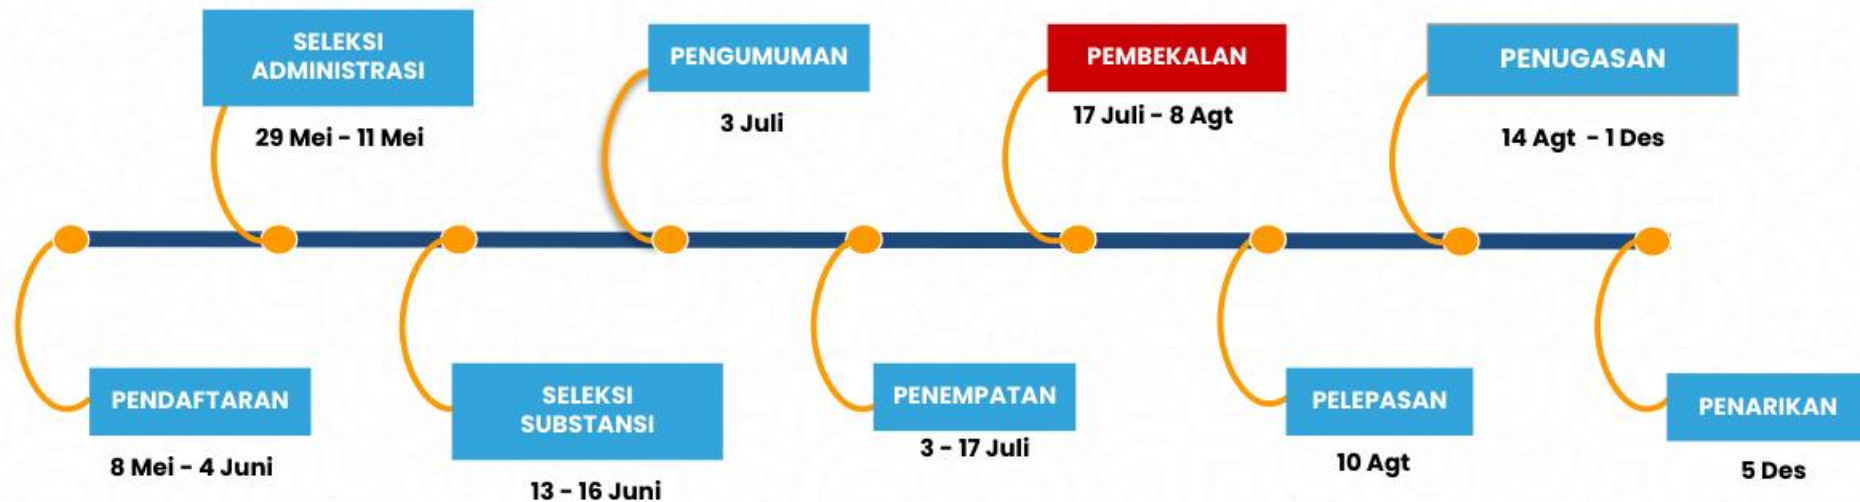 SELEKSI
ADMINISTRASI
29 Mei - 11 Mei
PENGUMUMAN
3 Juli
PEMBEKALAN
17 Juli - 8 Agt
PENUGASAN
14 Agt - 1 Des
PENDAFTARAN
8 Mei - 4 Juni
SELEKSI
SUBSTANSI
13 - 16 Juni
PENEMPATAN
3 - 17 Juli
PELEPASAN
10 Agt
PENARIKAN
5 Des